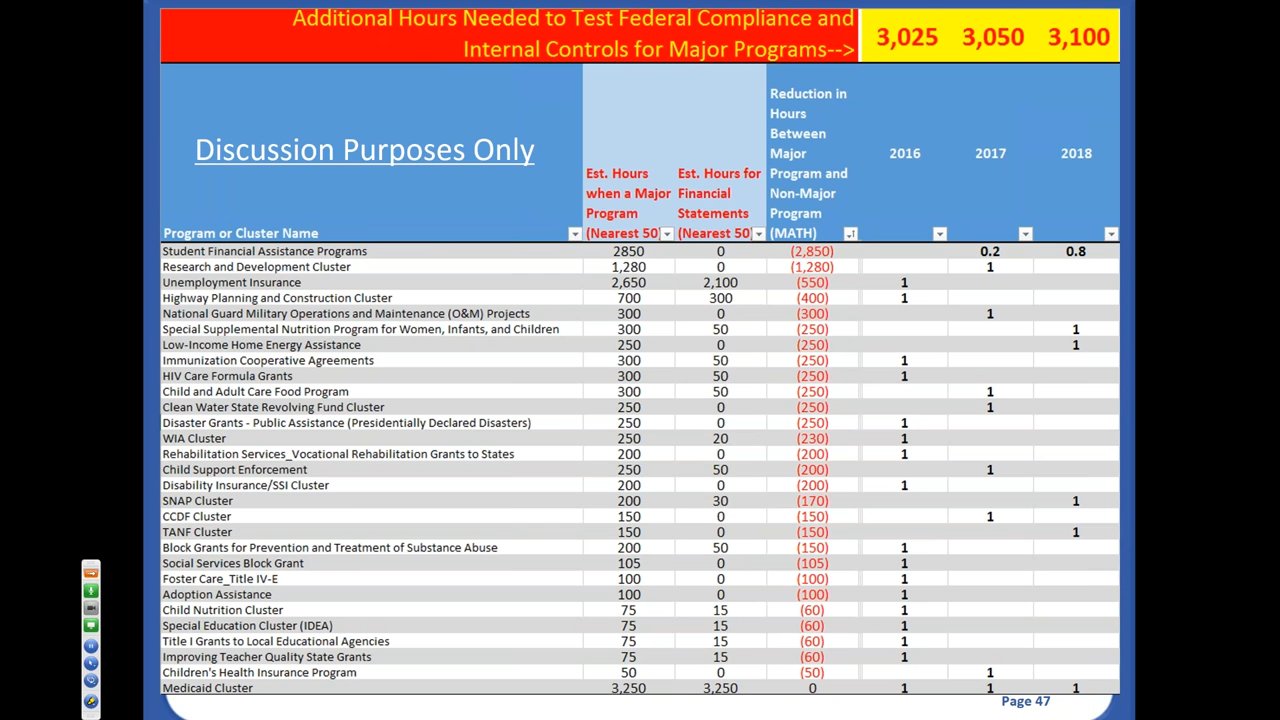 Additional Hours Needed to Test Federal Compliance and
Internal Controls for Major Programs--> 3,025 3,050 3,100
Discussion Purposes Only
Program or Cluster Name
Est. Hours
when a Major
Program
(Nearest 50)
Est. Hours for
Financial
Statements
(Nearest 50)
Reduction in
Hours
Between
Major
Program and
Non-Major
Program
(MATH)
2016 2017 2018
Student Financial Assistance Programs 2850 0 (2,850) 0.2 0.8
Research and Development Cluster 1,280 0 (1,280) 1
Unemployment Insurance 2,650 2,100 (550) 1
Highway Planning and Construction Cluster 700 300 (400) 1
National Guard Military Operations and Maintenance (O&M) Projects 300 0 (300) 1
Special Supplemental Nutrition Program for Women, Infants, and Children 300 50 (250) 1
Low-Income Home Energy Assistance 250 0 (250) 1
Immunization Cooperative Agreements 300 50 (250) 1
HIV Care Formula Grants 300 50 (250) 1
Child and Adult Care Food Program 300 50 (250) 1
Clean Water State Revolving Fund Cluster 250 0 (250) 1
Disaster Grants - Public Assistance (Presidentially Declared Disasters) 250 0 (250) 1
WIA Cluster 250 20 (230) 1
Rehabilitation Services_Vocational Rehabilitation Grants to States 200 0 (200) 1
Child Support Enforcement 250 50 (200) 1
Disability Insurance/SSI Cluster 200 0 (200) 1
SNAP Cluster 200 30 (170) 1
CCDF Cluster 150 0 (150) 1
TANF Cluster 150 0 (150) 1
Block Grants for Prevention and Treatment of Substance Abuse 200 50 (150) 1
Social Services Block Grant 105 0 (105) 1
Foster Care_Title IV-E 100 0 (100) 1
Adoption Assistance 100 0 (100) 1
Child Nutrition Cluster 75 15 (60) 1
Special Education Cluster (IDEA) 75 15 (60) 1
Title I Grants to Local Educational Agencies 75 15 (60) 1
Improving Teacher Quality State Grants 75 15 (60) 1
Children's Health Insurance Program 50 0 (50) 1
Medicaid Cluster 3,250 3,250 0 1 1 1
Page 47